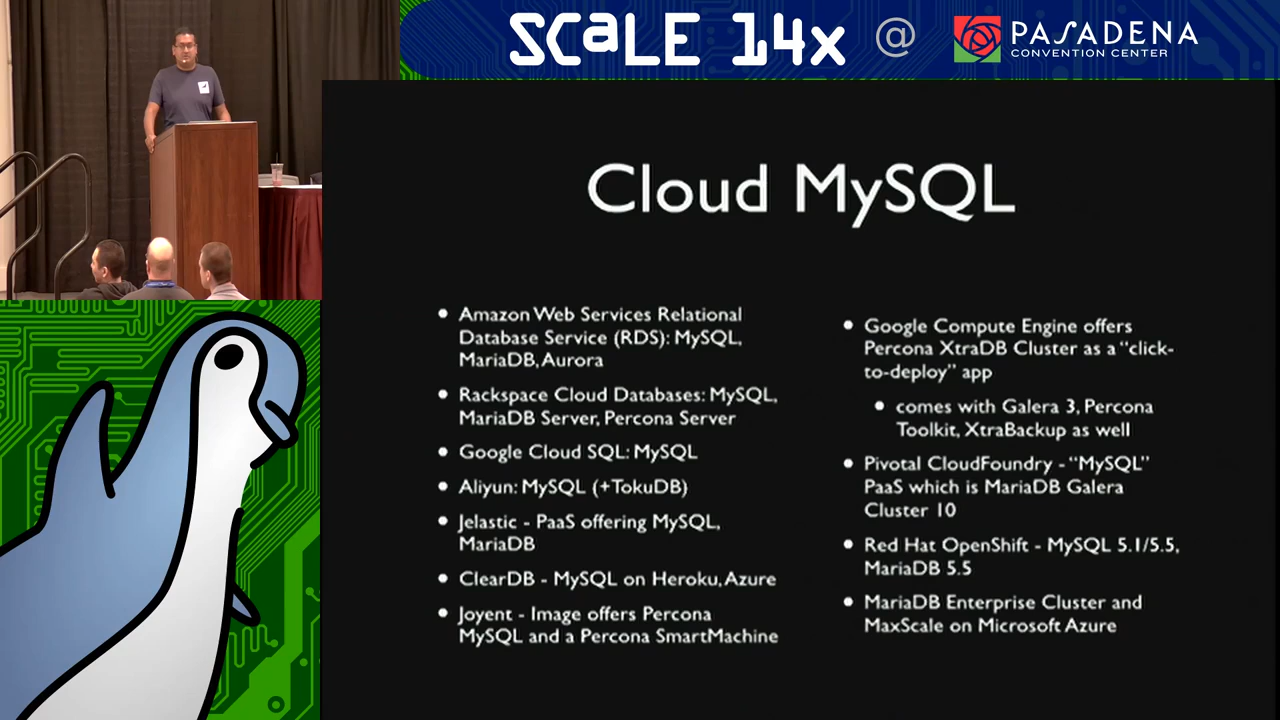 SCaLE 14x @ PASADENA
CONVENTION CENTER
Cloud MySQL
Amazon Web Services Relational
Database Service (RDS): MySQL,
MariaDB, Aurora
Rackspace Cloud Databases: MySQL,
MariaDB Server, Percona Server
Google Cloud SQL: MySQL
Aliyun: MySQL (+TokuDB)
Jelastic - PaaS offering MySQL,
MariaDB
ClearDB - MySQL on Heroku, Azure
Joyent - Image offers Percona
MySQL and a Percona SmartMachine
Google Compute Engine offers
Percona XtraDB Cluster as a “click-
to-deploy” app
comes with Galera 3, Percona
Toolkit, XtraBackup as well
Pivotal CloudFoundry - “MySQL”
PaaS which is MariaDB Galera
Cluster 10
Red Hat OpenShift - MySQL 5.1/5.5,
MariaDB 5.5
MariaDB Enterprise Cluster and
MaxScale on Microsoft Azure